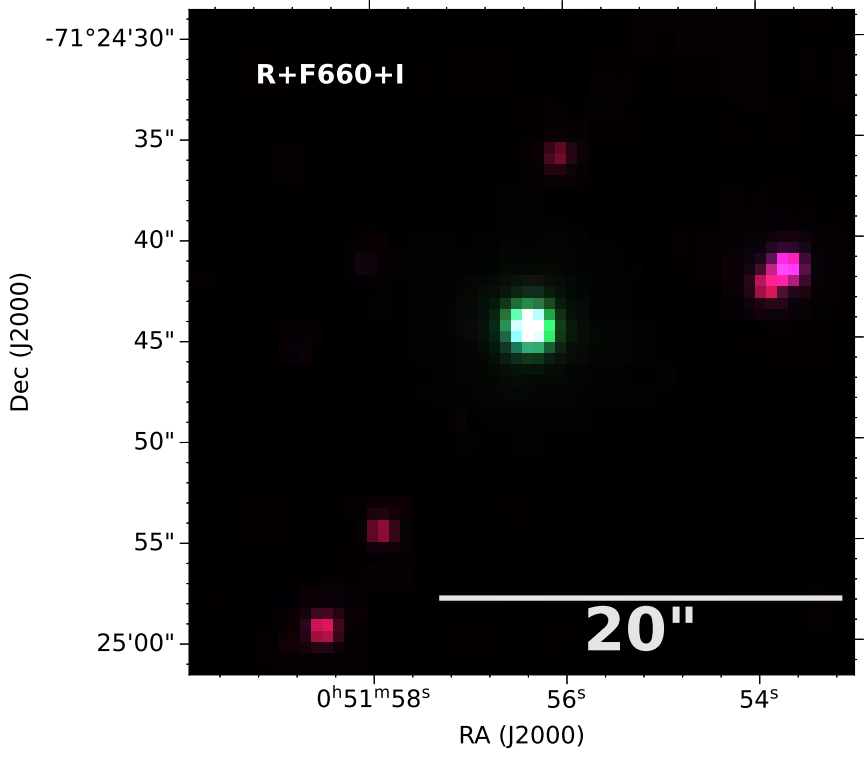 -71°24'30"
R+F660+I
35"
40"
45"
50"
55"
25'00"
Dec (J2000)
20"
0ʰ51ᵐ58ˢ
56ˢ
54ˢ
RA (J2000)